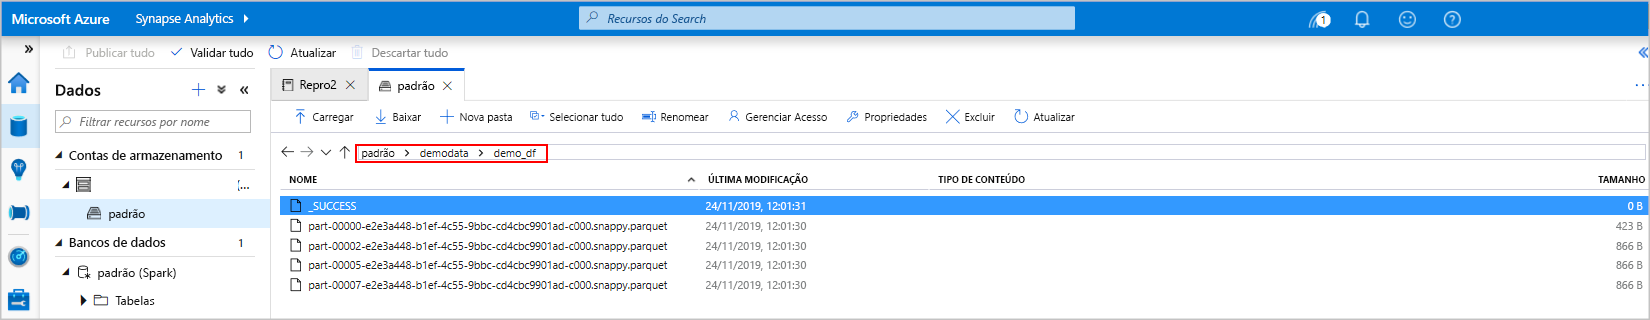 Microsoft Azure Synapse Analytics Recursos do Search 1
Publicar tudo Validar tudo Atualizar Descartar tudo
Dados
Repro2 padrão
Filtrar recursos por nome
Carregar Baixar Nova pasta Selecionar tudo Renomear Gerenciar Acesso Propriedades Excluir Atualizar
Contas de armazenamento 1
[...
padrão
Bancos de dados 1
padrão (Spark)
Tabelas
padrão > demodata > demo_df
NOME ÚLTIMA MODIFICAÇÃO TIPO DE CONTEÚDO TAMANHO
_SUCCESS 24/11/2019, 12:01:31 0 B
part-00000-e2e3a448-b1ef-4c55-9bbc-cd4cbc9901ad-c000.snappy.parquet 24/11/2019, 12:01:30 423 B
part-00002-e2e3a448-b1ef-4c55-9bbc-cd4cbc9901ad-c000.snappy.parquet 24/11/2019, 12:01:30 866 B
part-00005-e2e3a448-b1ef-4c55-9bbc-cd4cbc9901ad-c000.snappy.parquet 24/11/2019, 12:01:30 866 B
part-00007-e2e3a448-b1ef-4c55-9bbc-cd4cbc9901ad-c000.snappy.parquet 24/11/2019, 12:01:30 866 B